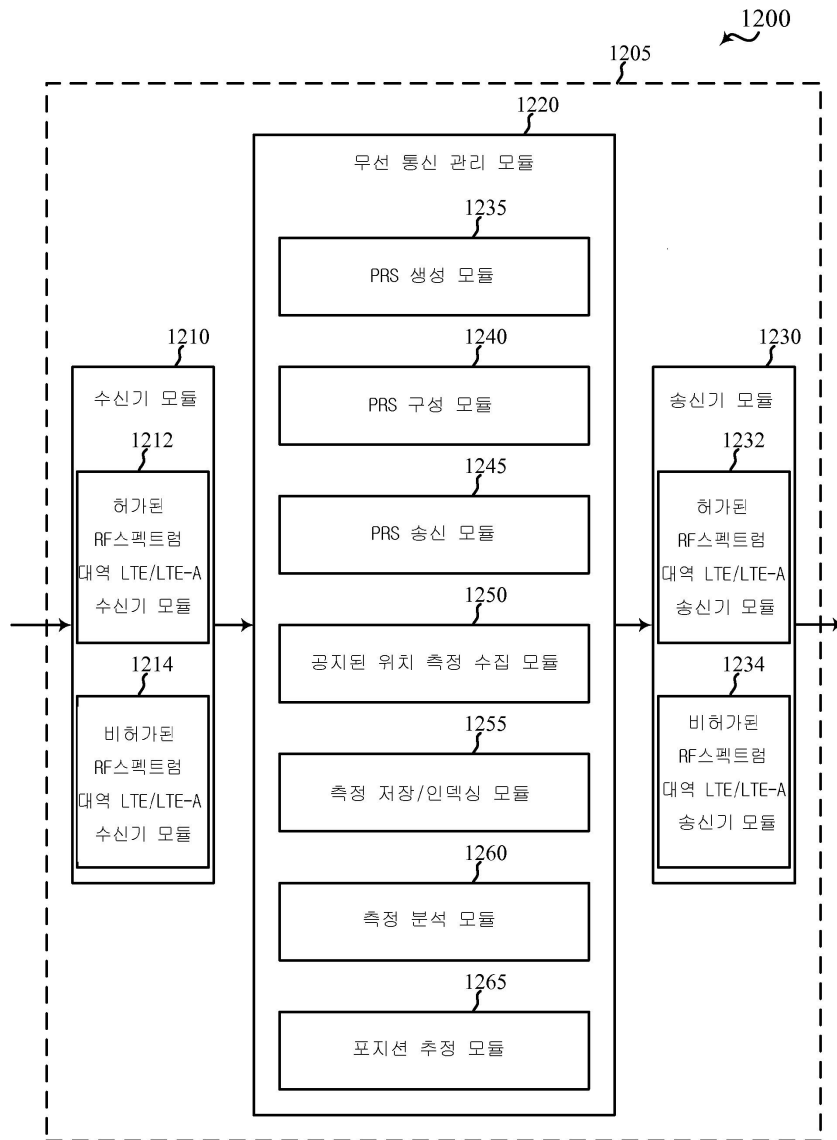 1200
1205
1220
무선 통신 관리 모듈
1235
PRS 생성 모듈
1240
PRS 구성 모듈
1245
PRS 송신 모듈
1250
공지된 위치 측정 수집 모듈
1255
측정 저장/인덱싱 모듈
1260
측정 분석 모듈
1265
포지션 추정 모듈
1210
수신기 모듈
1212
허가된
RF스펙트럼
대역 LTE/LTE-A
수신기 모듈
1214
비허가된
RF스펙트럼
대역 LTE/LTE-A
수신기 모듈
1230
송신기 모듈
1232
허가된
RF스펙트럼
대역 LTE/LTE-A
송신기 모듈
1234
비허가된
RF스펙트럼
대역 LTE/LTE-A
송신기 모듈